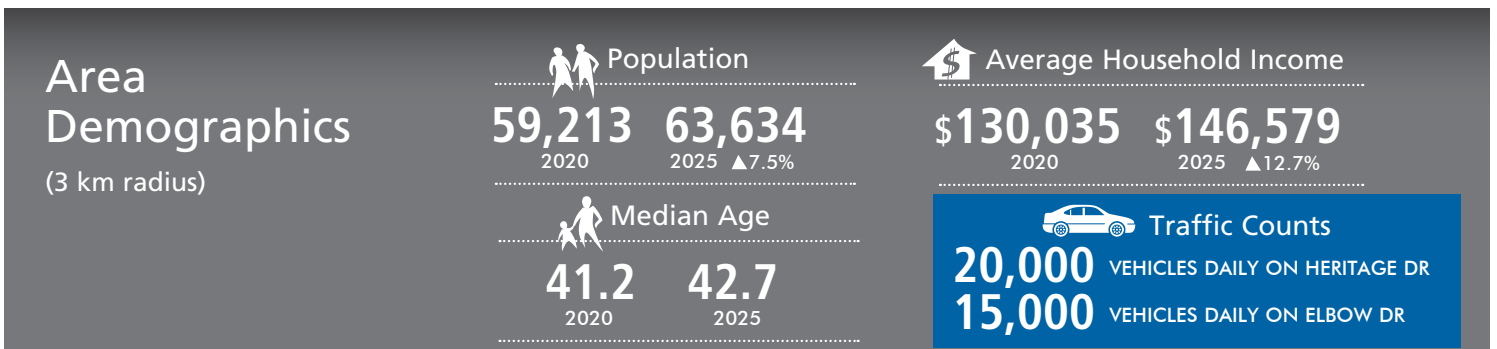 Area
Demographics
(3 km radius)
Population
59,213 63,634
2020 2025 ▲7.5%
Median Age
41.2 42.7
2020 2025
$ Average Household Income
$130,035 $146,579
2020 2025 ▲12.7%
Traffic Counts
20,000 VEHICLES DAILY ON HERITAGE DR
15,000 VEHICLES DAILY ON ELBOW DR